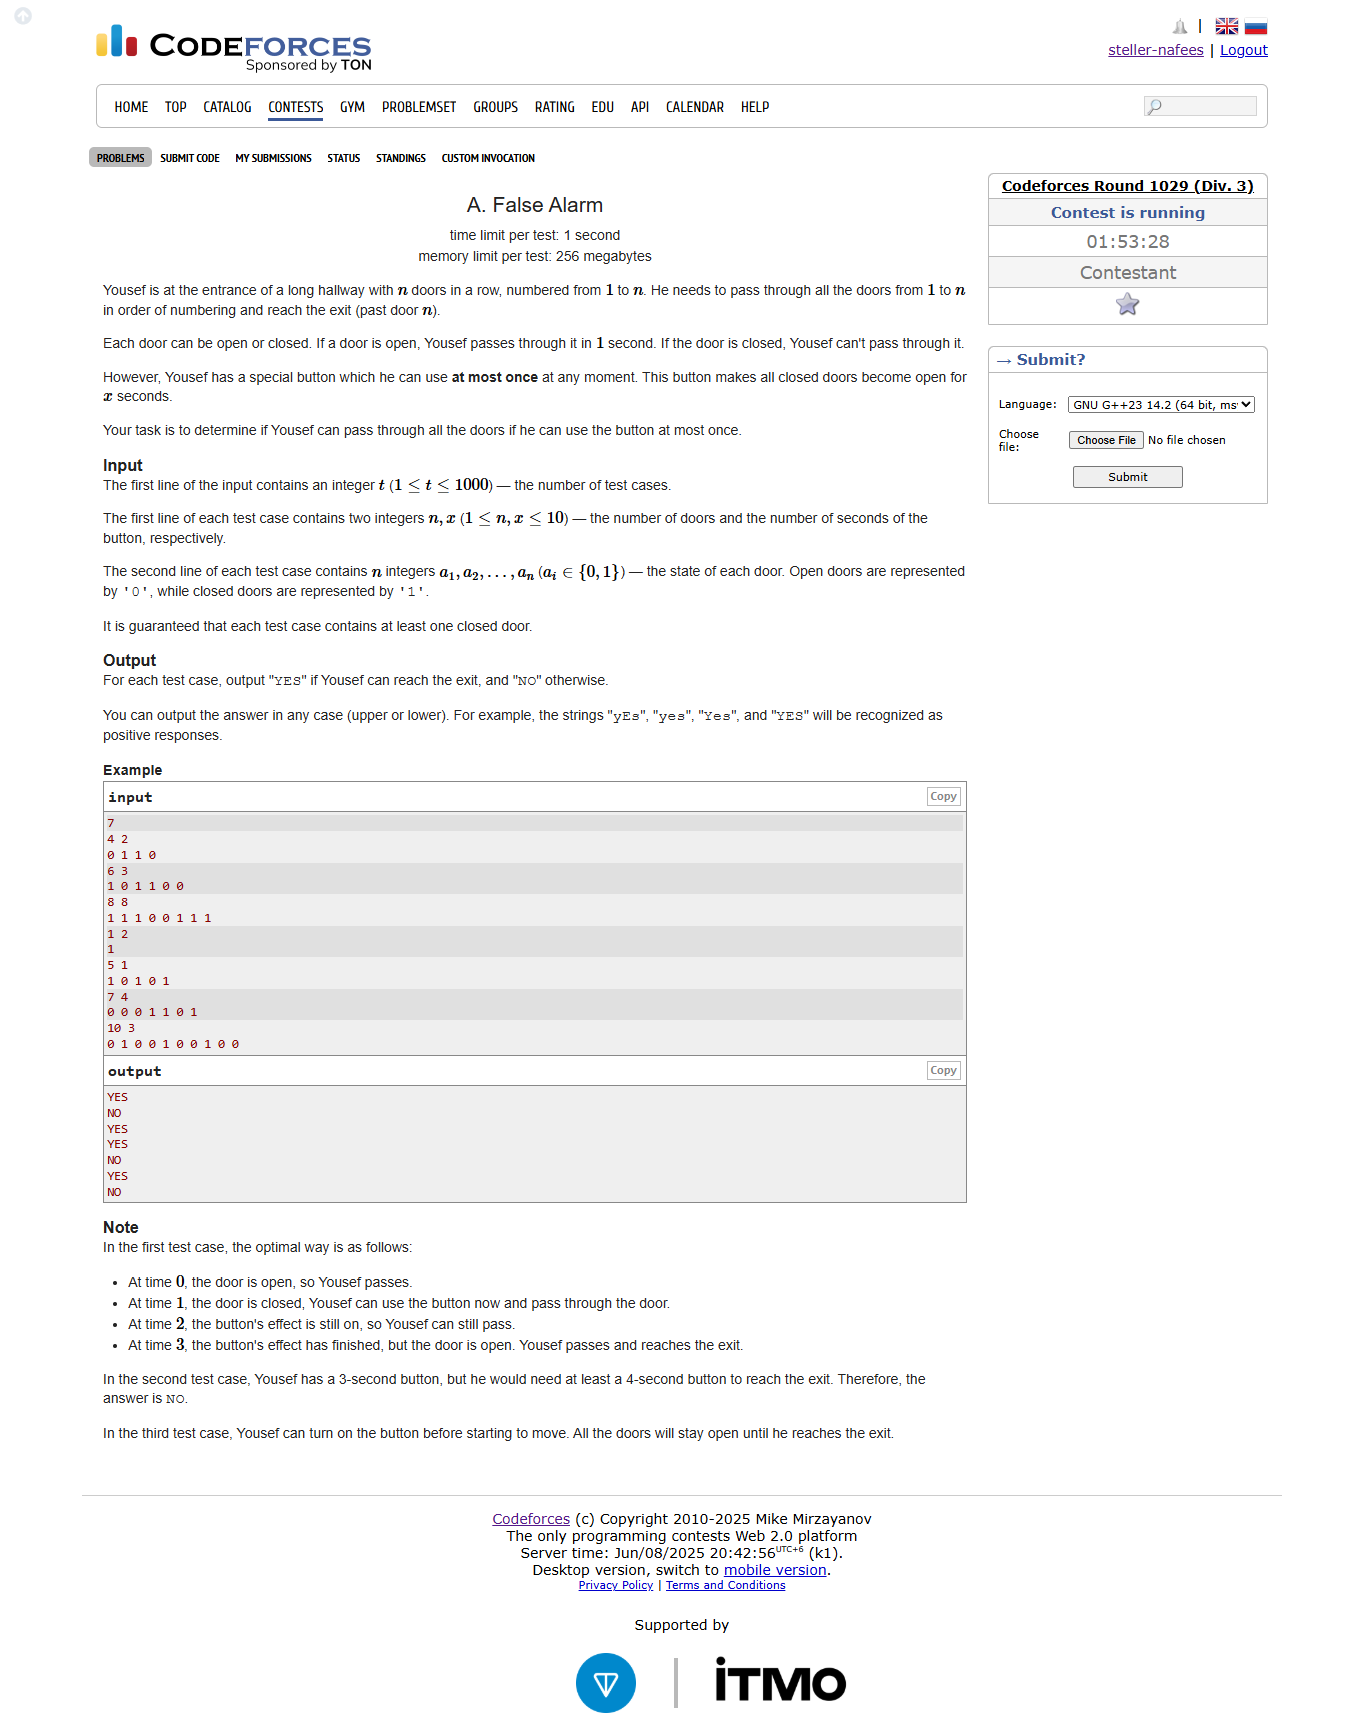 CODEFORCES
Sponsored by TON
|
steller-nafees | Logout
HOME TOP CATALOG CONTESTS GYM PROBLEMSET GROUPS RATING EDU API CALENDAR HELP
PROBLEMS SUBMIT CODE MY SUBMISSIONS STATUS STANDINGS CUSTOM INVOCATION
A. False Alarm
time limit per test: 1 second
memory limit per test: 256 megabytes
Yousef is at the entrance of a long hallway with n doors in a row, numbered from 1 to n. He needs to pass through all the doors from 1 to n
in order of numbering and reach the exit (past door n).
Each door can be open or closed. If a door is open, Yousef passes through it in 1 second. If the door is closed, Yousef can't pass through it.
However, Yousef has a special button which he can use at most once at any moment. This button makes all closed doors become open for
x seconds.
Your task is to determine if Yousef can pass through all the doors if he can use the button at most once.
Input
The first line of the input contains an integer t (1 ≤ t ≤ 1000) — the number of test cases.
The first line of each test case contains two integers n, x (1 ≤ n, x ≤ 10) — the number of doors and the number of seconds of the
button, respectively.
The second line of each test case contains n integers a1, a2, . . . , an (ai ∈ {0, 1}) — the state of each door. Open doors are represented
by '0', while closed doors are represented by '1'.
It is guaranteed that each test case contains at least one closed door.
Output
For each test case, output "YES" if Yousef can reach the exit, and "NO" otherwise.
You can output the answer in any case (upper or lower). For example, the strings "yEs", "yes", "Yes", and "YES" will be recognized as
positive responses.
Example
input Copy
7
4 2
0 1 1 0
6 3
1 0 1 1 0 0
8 8
1 1 1 0 0 1 1 1
1 2
1
5 1
1 0 1 0 1
7 4
0 0 0 1 1 0 1
10 3
0 1 0 0 1 0 0 1 0 0
output Copy
YES
NO
YES
YES
NO
YES
NO
Note
In the first test case, the optimal way is as follows:
• At time 0, the door is open, so Yousef passes.
• At time 1, the door is closed, Yousef can use the button now and pass through the door.
• At time 2, the button's effect is still on, so Yousef can still pass.
• At time 3, the button's effect has finished, but the door is open. Yousef passes and reaches the exit.
In the second test case, Yousef has a 3-second button, but he would need at least a 4-second button to reach the exit. Therefore, the
answer is NO.
In the third test case, Yousef can turn on the button before starting to move. All the doors will stay open until he reaches the exit.
Codeforces Round 1029 (Div. 3)
Contest is running
01:53:28
Contestant
→ Submit?
Language: GNU G++23 14.2 (64 bit, ms
Choose
file: Choose File No file chosen
Submit
Codeforces (c) Copyright 2010-2025 Mike Mirzayanov
The only programming contests Web 2.0 platform
Server time: Jun/08/2025 20:42:56UTC+6 (k1).
Desktop version, switch to mobile version.
Privacy Policy | Terms and Conditions
Supported by
iTMO